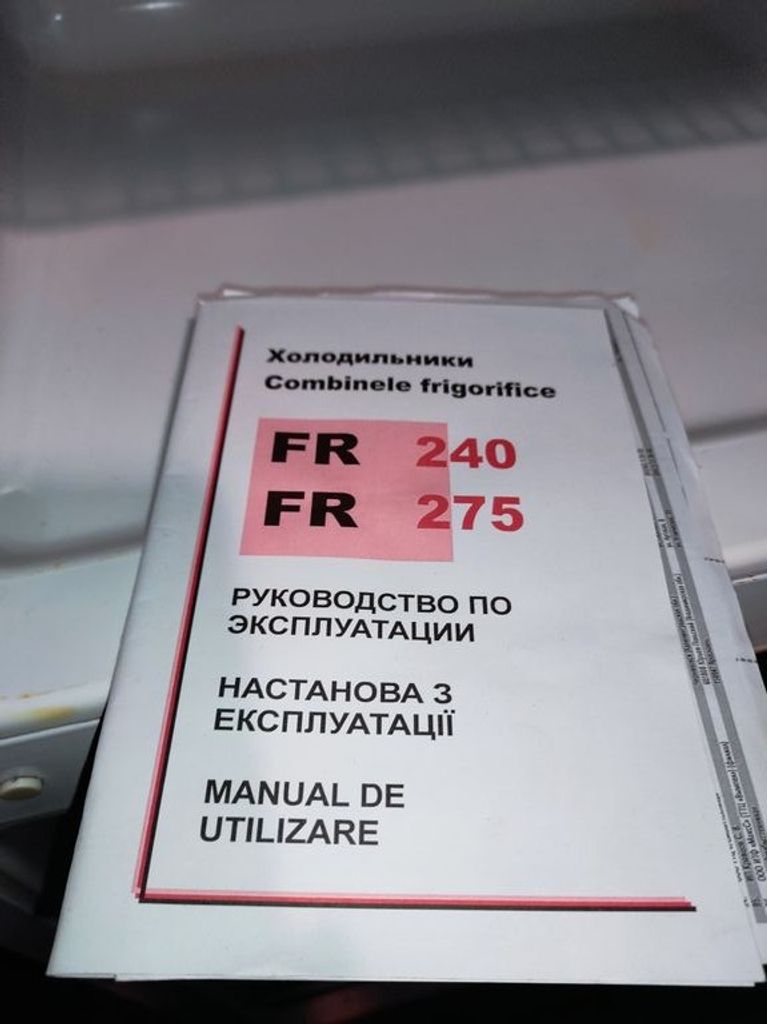 Холодильники
Combinele frigorifice
FR 240
FR 275
РУКОВОДСТВО ПО
ЭКСПЛУАТАЦИИ
НАСТАНОВА З
ЕКСПЛУАТАЦІЇ
MANUAL DE
UTILIZARE